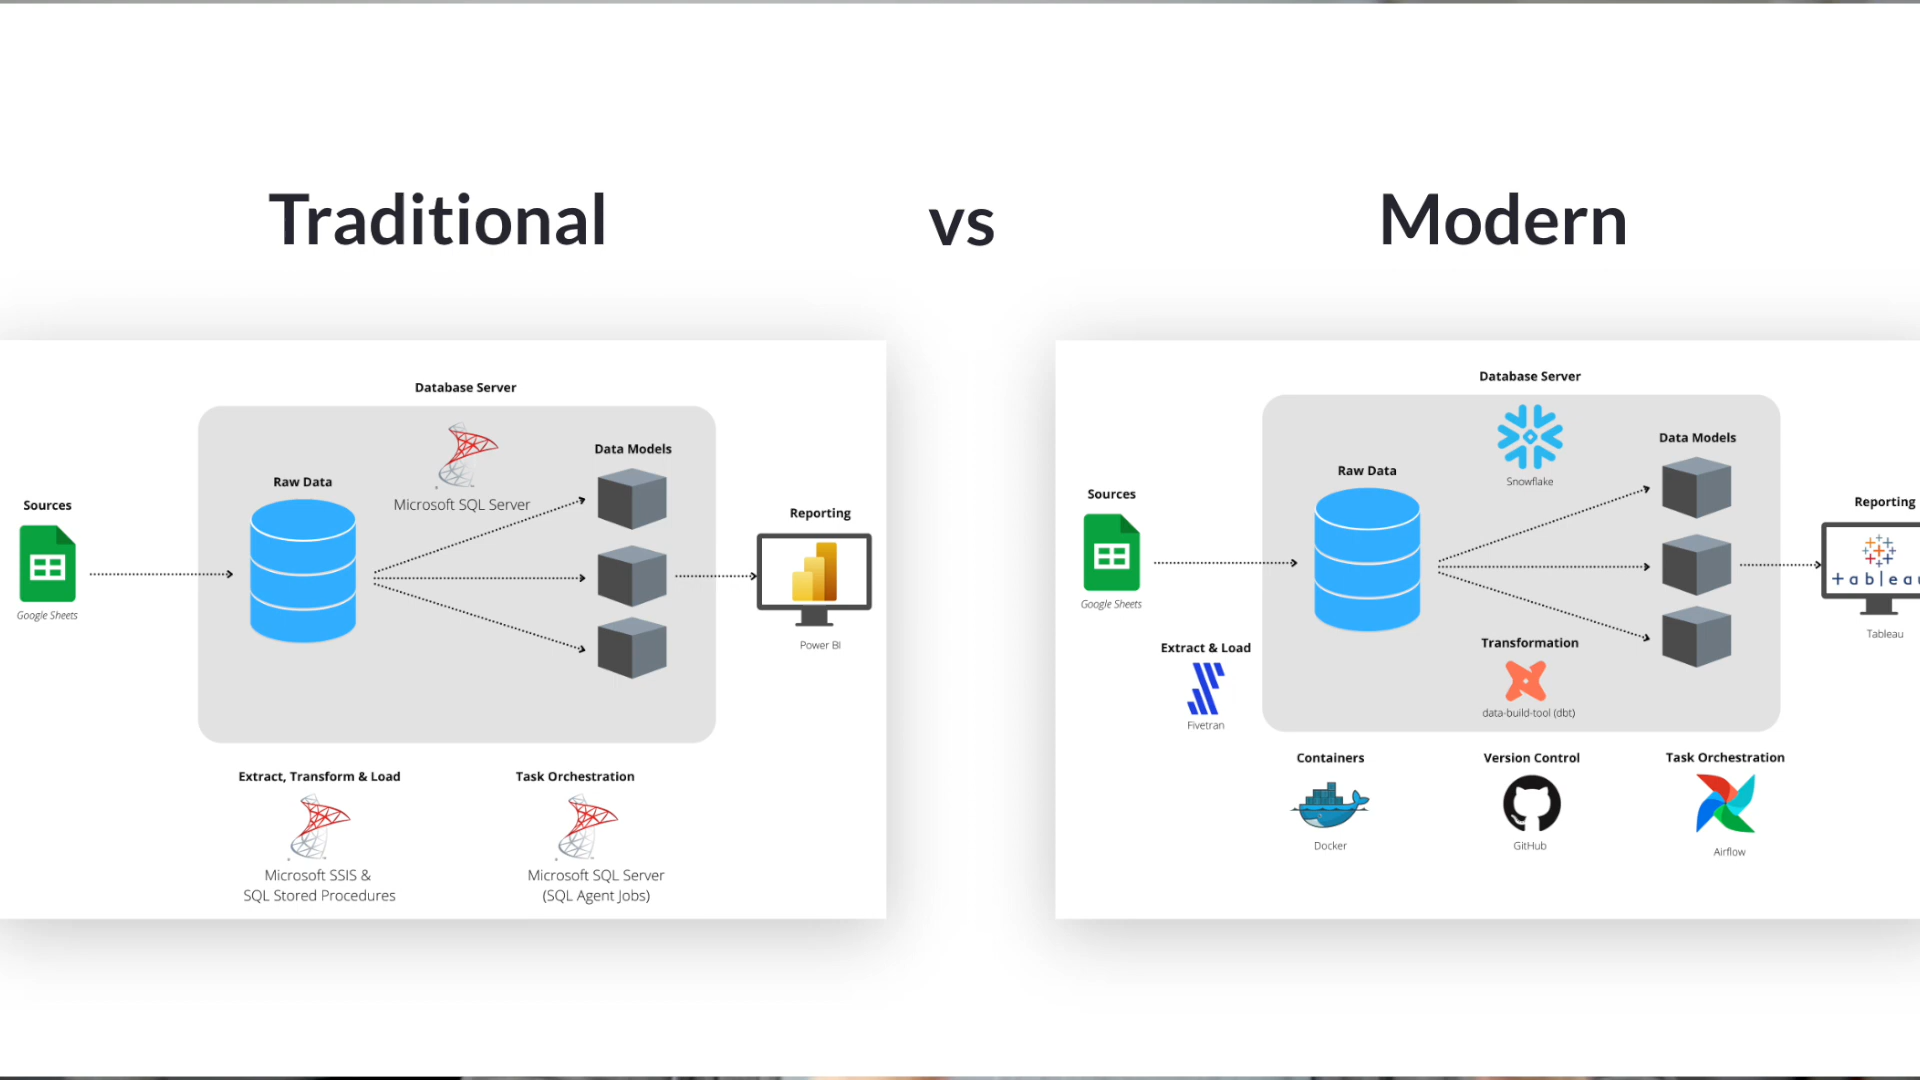 Traditional
vs
Modern
Database Server
Microsoft SQL Server
Data Models
Raw Data
Sources
Google Sheets
Reporting
Power BI
Extract, Transform & Load
Microsoft SSIS &
SQL Stored Procedures
Task Orchestration
Microsoft SQL Server
(SQL Agent Jobs)
Database Server
Snowflake
Data Models
Raw Data
Sources
Google Sheets
Reporting
tableau
Tableau
Extract & Load
Fivetran
Transformation
data-build-tool (dbt)
Containers
Docker
Version Control
GitHub
Task Orchestration
Airflow